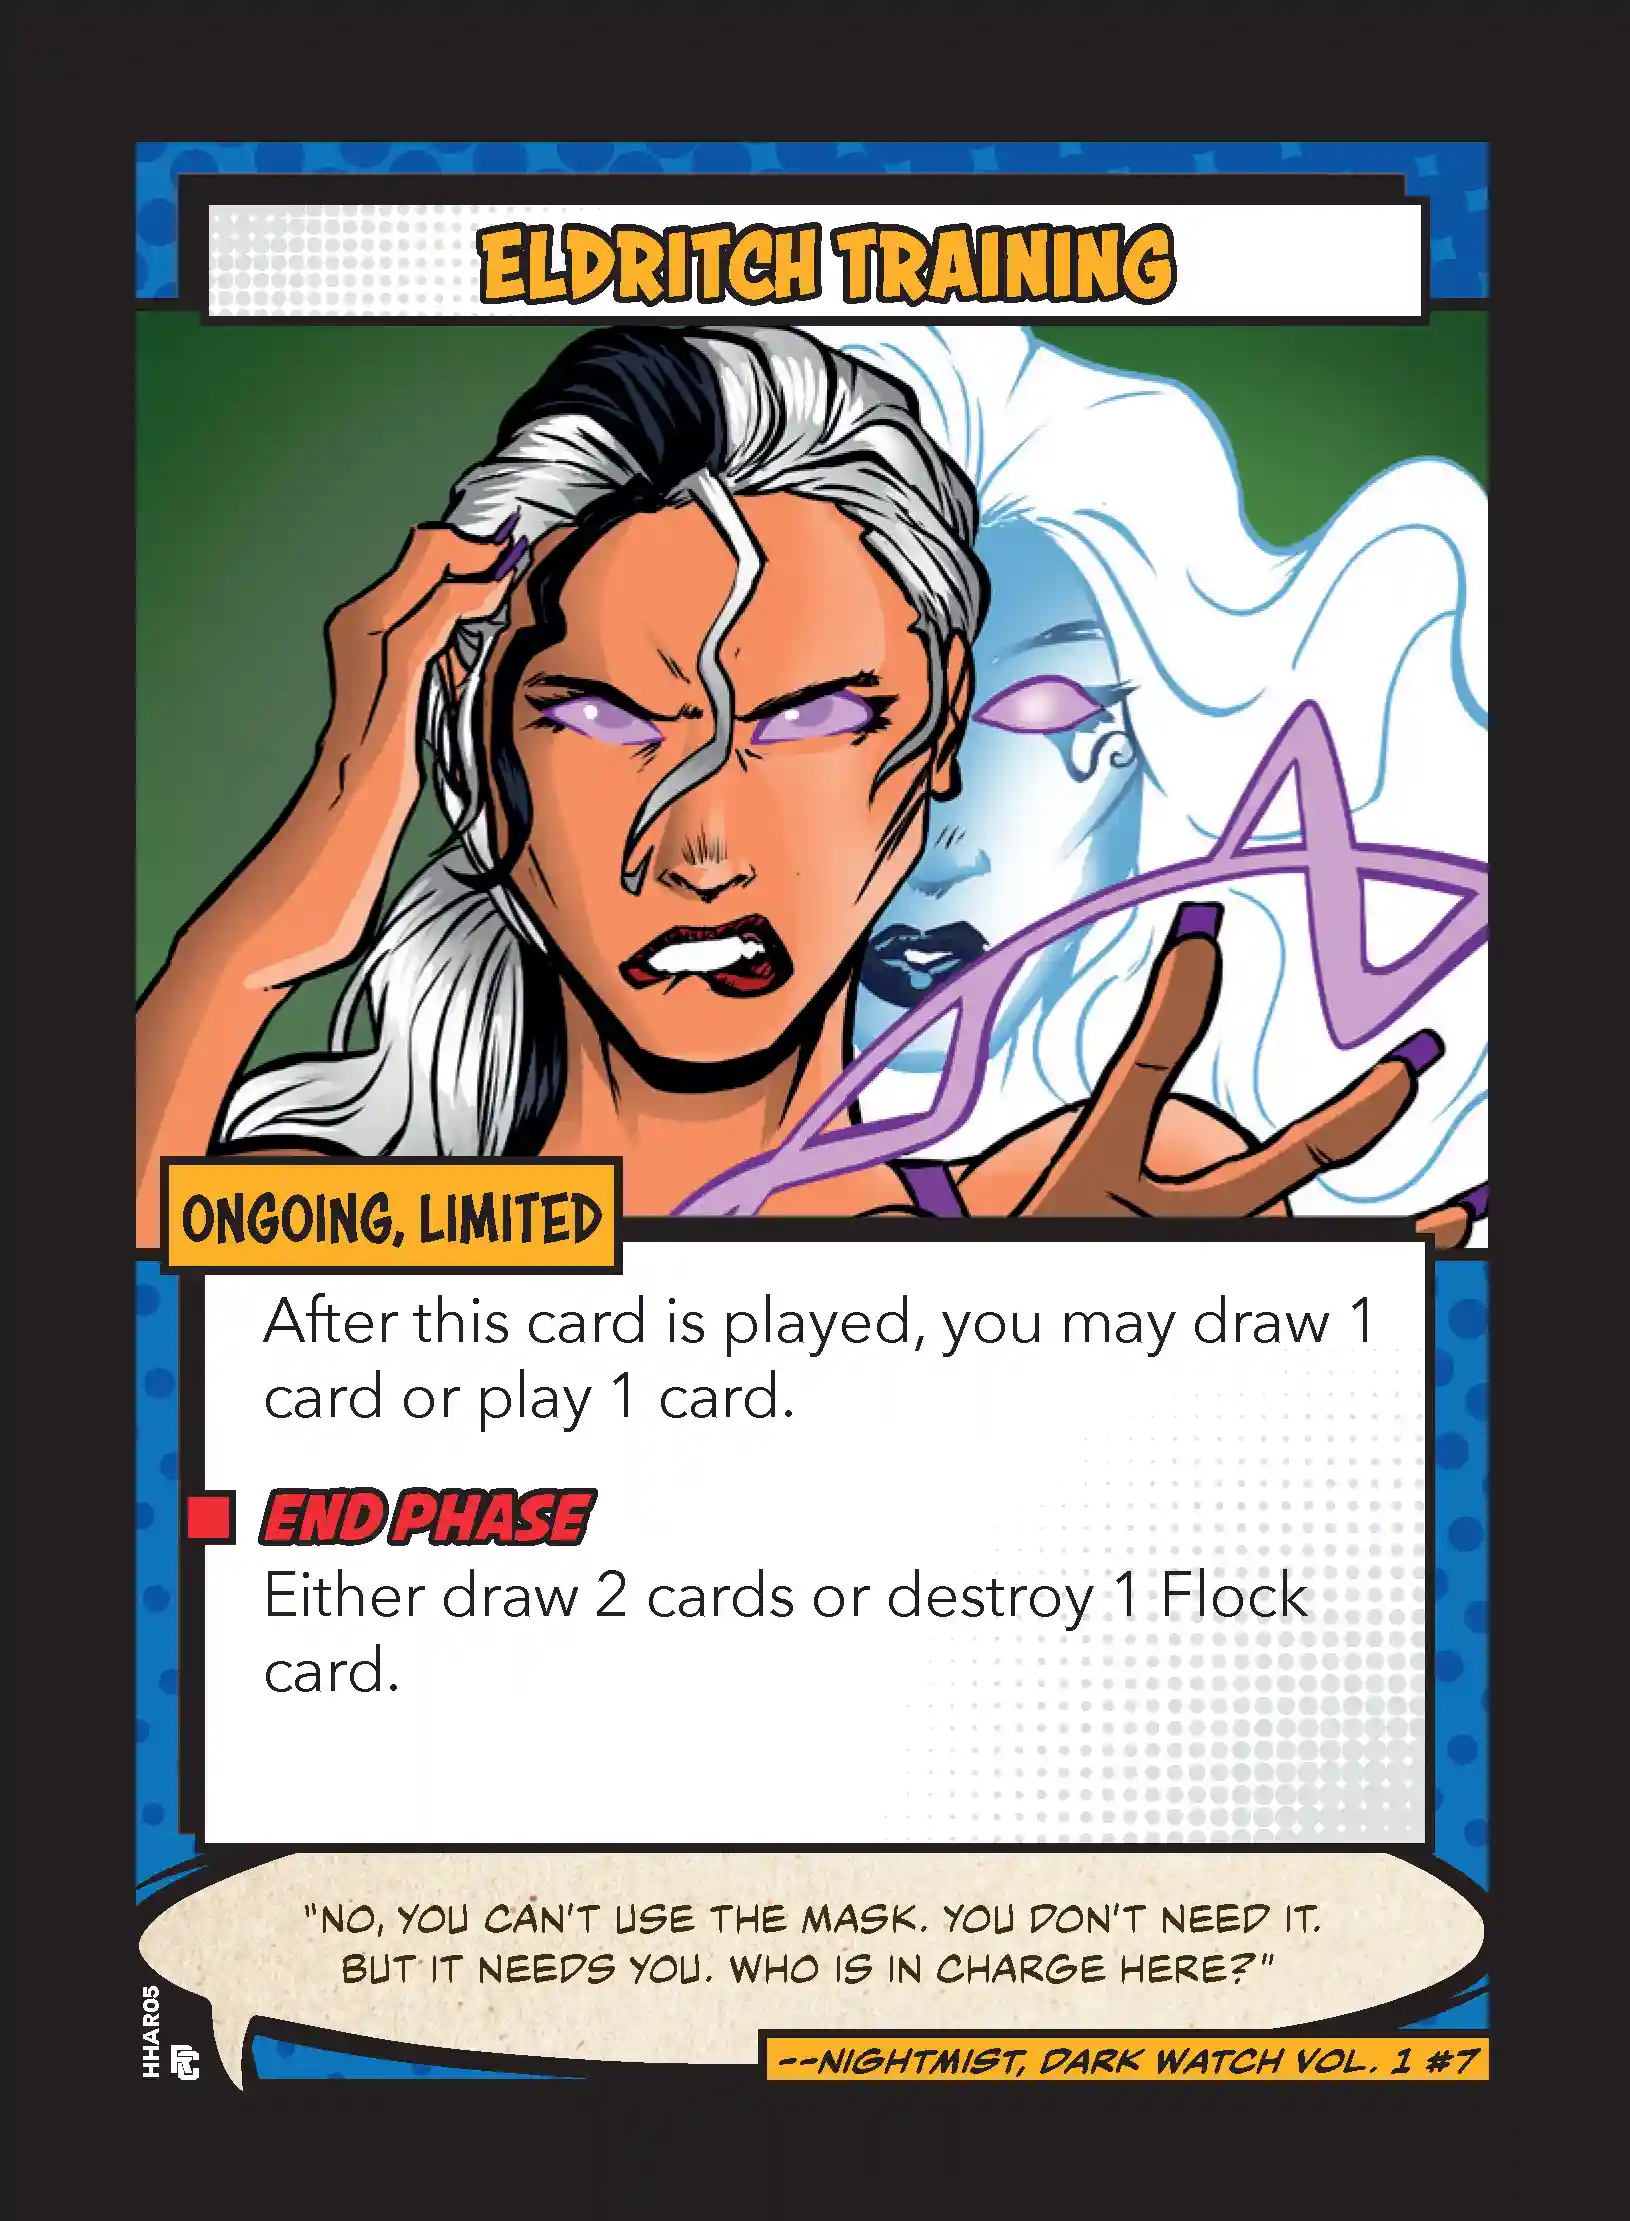 ELDRITCH TRAINING
ONGOING, LIMITED
After this card is played, you may draw 1
card or play 1 card.
END PHASE
Either draw 2 cards or destroy 1 Flock
card.
"NO, YOU CAN'T USE THE MASK. YOU DON'T NEED IT.
BUT IT NEEDS YOU. WHO IS IN CHARGE HERE?"
--NIGHTMIST, DARK WATCH VOL. 1 #7
HHAR05